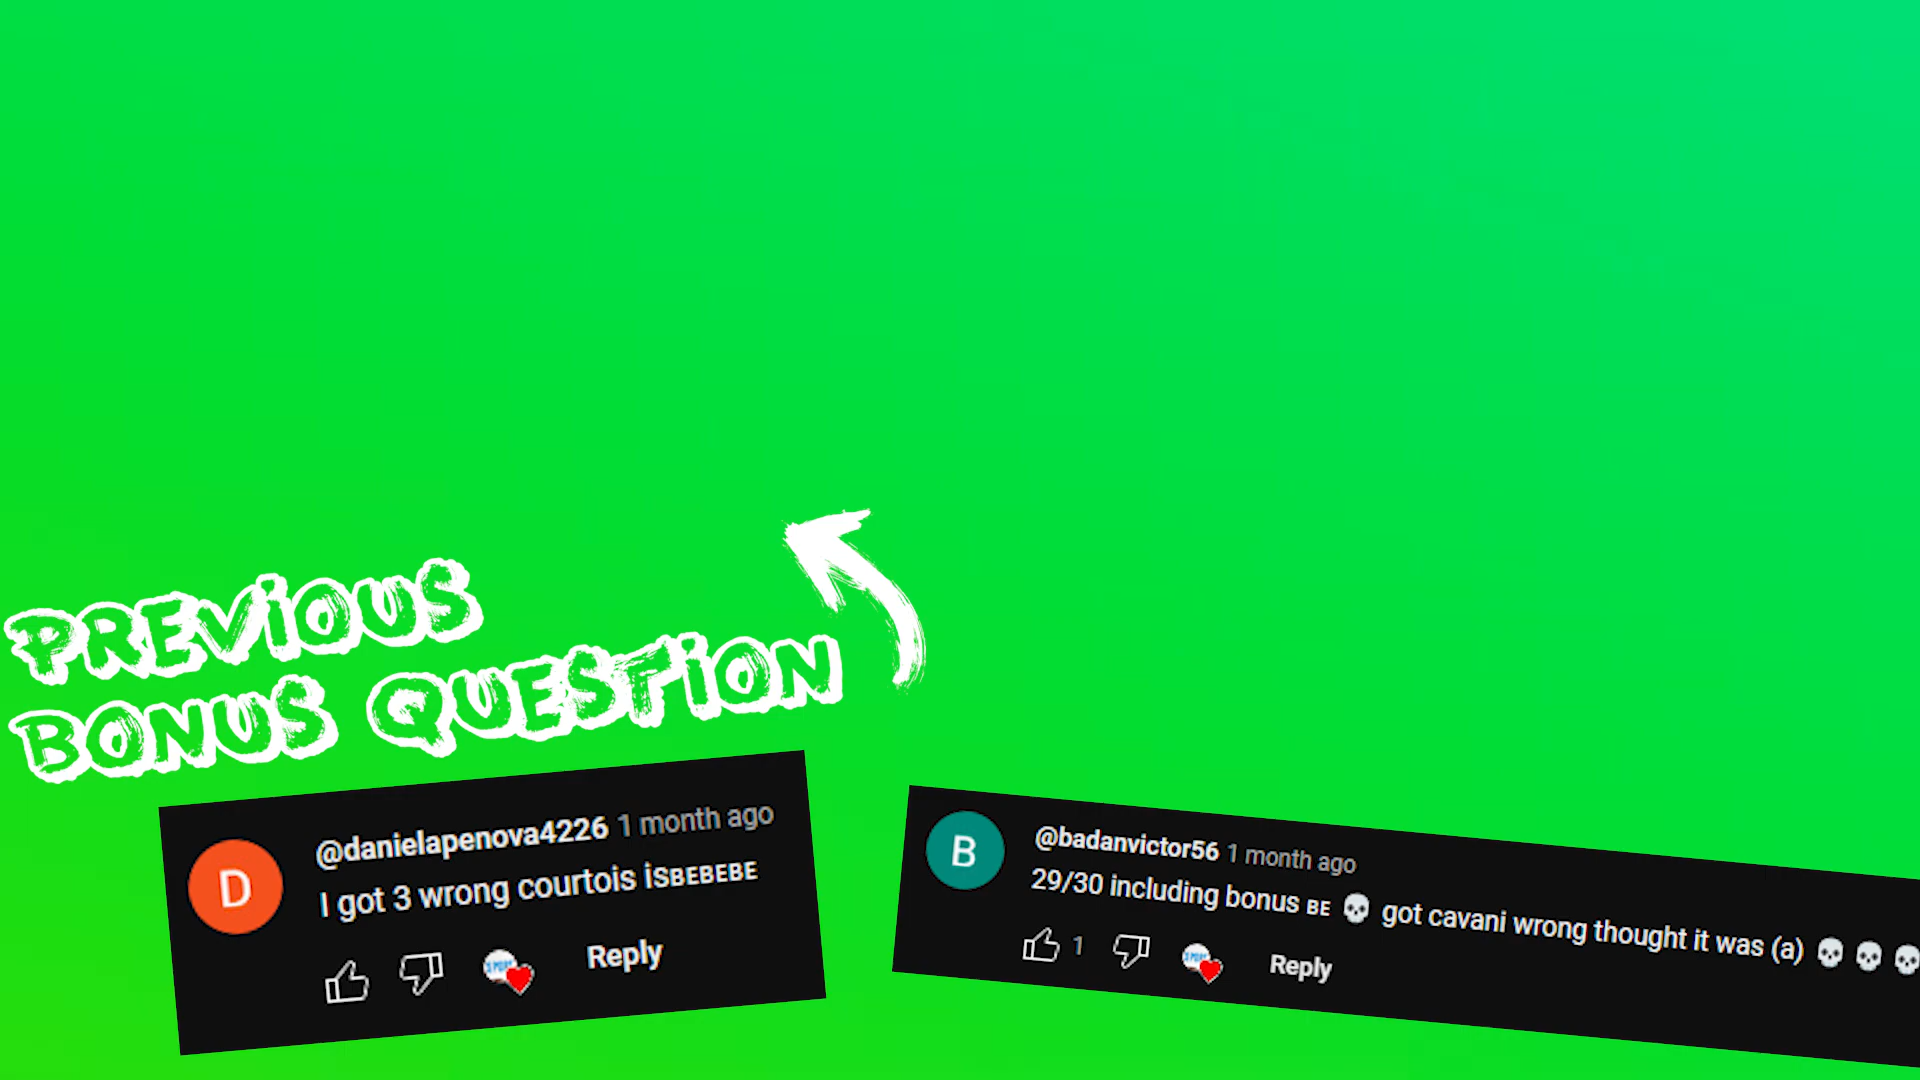 PREVIOUS
BONUS QUESTION
D
@danielapenova4226 1 month ago
I got 3 wrong courtois isBEBEBE
Reply
B
@badanvictor56 1 month ago
29/30 including bonus BE 💀 got cavani wrong thought it was (a) 💀 💀 💀
1
Reply